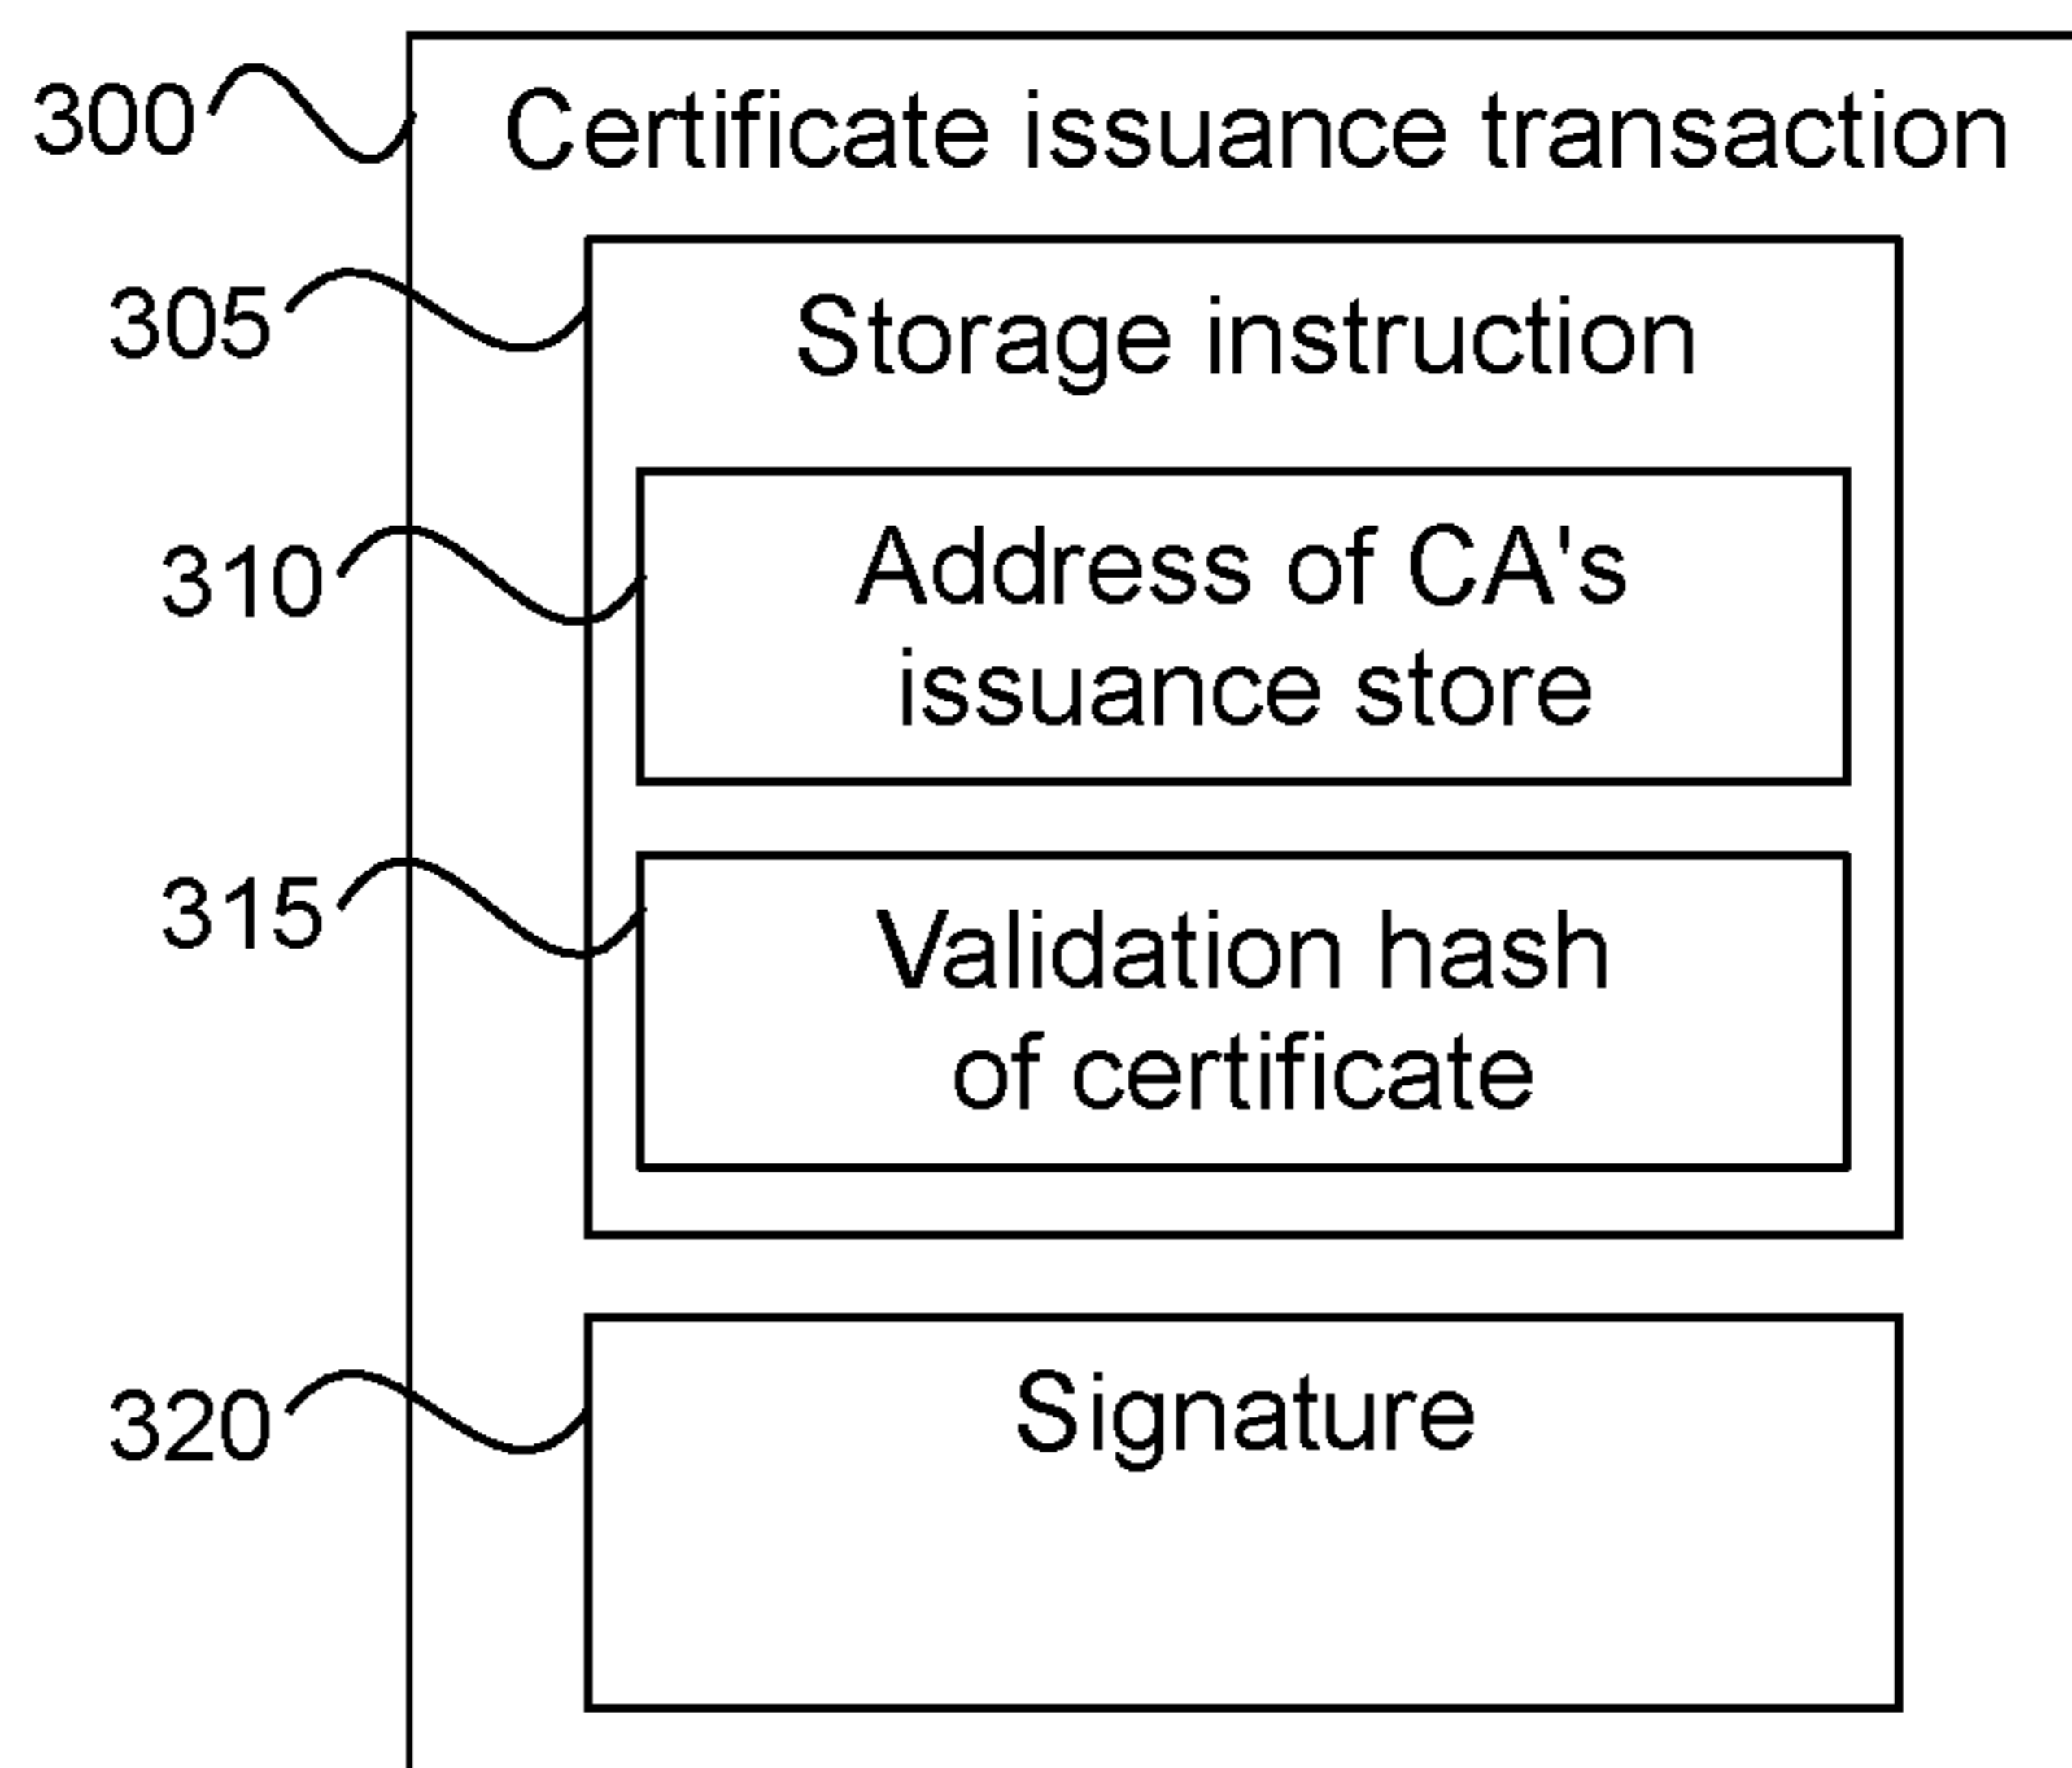 300 Certificate issuance transaction
305 Storage instruction
310 Address of CA's
issuance store
315 Validation hash
of certificate
320 Signature